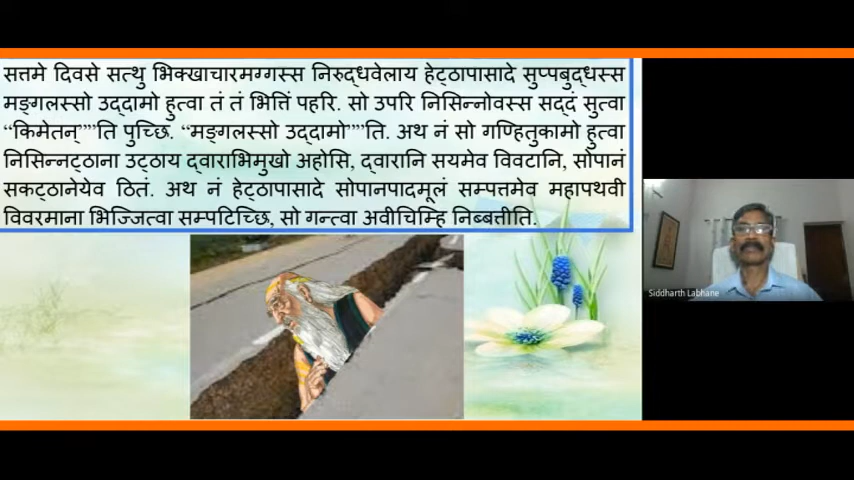 सत्तमे दिवसे सत्थु भिक्खाचारमग्गस्स निरुद्धवेलाय हेट्ठापासादे सुप्पबुद्धस्स
मङ्गलस्सो उद्दामो हुत्वा तं तं भित्तिं पहरि. सो उपरि निसिन्नोवस्स सद्दं सुत्वा
“किमेतन्””ति पुच्छि. “मङ्गलस्सो उद्दामो””ति. अथ नं सो गण्हितुकामो हुत्वा
निसिन्नट्ठाना उट्ठाय द्वाराभिमुखो अहोसि, द्वारानि सयमेव विवटानि, सोपानं
सकट्ठानेयेव ठितं. अथ नं हेट्ठापासादे सोपानपादमूलं सम्पत्तमेव महापथवी
विवरमाना भिज्जित्वा सम्पटिच्छि, सो गन्त्वा अवीचिम्हि निब्बत्तीति.
Siddharth Labhane